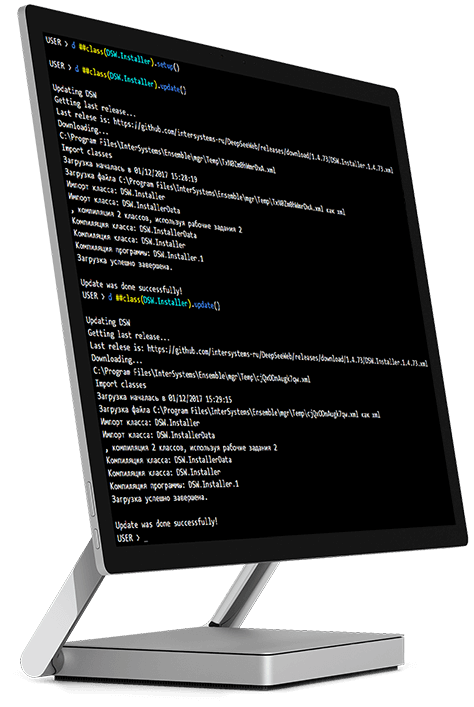 USER > d ##class(DSW.Installer).setup()
USER > d ##class(DSW.Installer).update()
Updating DSW
Getting last release...
Last relese is: https://github.com/intersystems-ru/DeepSeeWeb/releases/download/1.4.73/DSW.Installer.1.4.73.xml
Downloading...
C:\Program Files\InterSystems\Ensemble\mgr\Temp\
Import classes
Загрузка началась в 01/12/2017 15:28:19
Загрузка файла C:\Program Files\InterSystems\Ensemble\mgr\Temp\ как xml
Импорт класса: DSW.Installer
Импорт класса: DSW.InstallerData
, компиляция 2 классов, используя рабочие задания 2
Компиляция класса: DSW.InstallerData
Компиляция класса: DSW.Installer
Компиляция программы: DSW.Installer.1
Загрузка успешно завершена.
Update was done successfully!
USER > d ##class(DSW.Installer).update()
Updating DSW
Getting last release...
Last relese is: https://github.com/intersystems-ru/DeepSeeWeb/releases/download/1.4.73/DSW.Installer.1.4.73.xml
Downloading...
C:\Program Files\InterSystems\Ensemble\mgr\Temp\
Import classes
Загрузка началась в 01/12/2017 15:29:15
Загрузка файла C:\Program Files\InterSystems\Ensemble\mgr\Temp\ как xml
Импорт класса: DSW.Installer
Импорт класса: DSW.InstallerData
, компиляция 2 классов, используя рабочие задания 2
Компиляция класса: DSW.InstallerData
Компиляция класса: DSW.Installer
Компиляция программы: DSW.Installer.1
Загрузка успешно завершена.
Update was done successfully!
USER > _